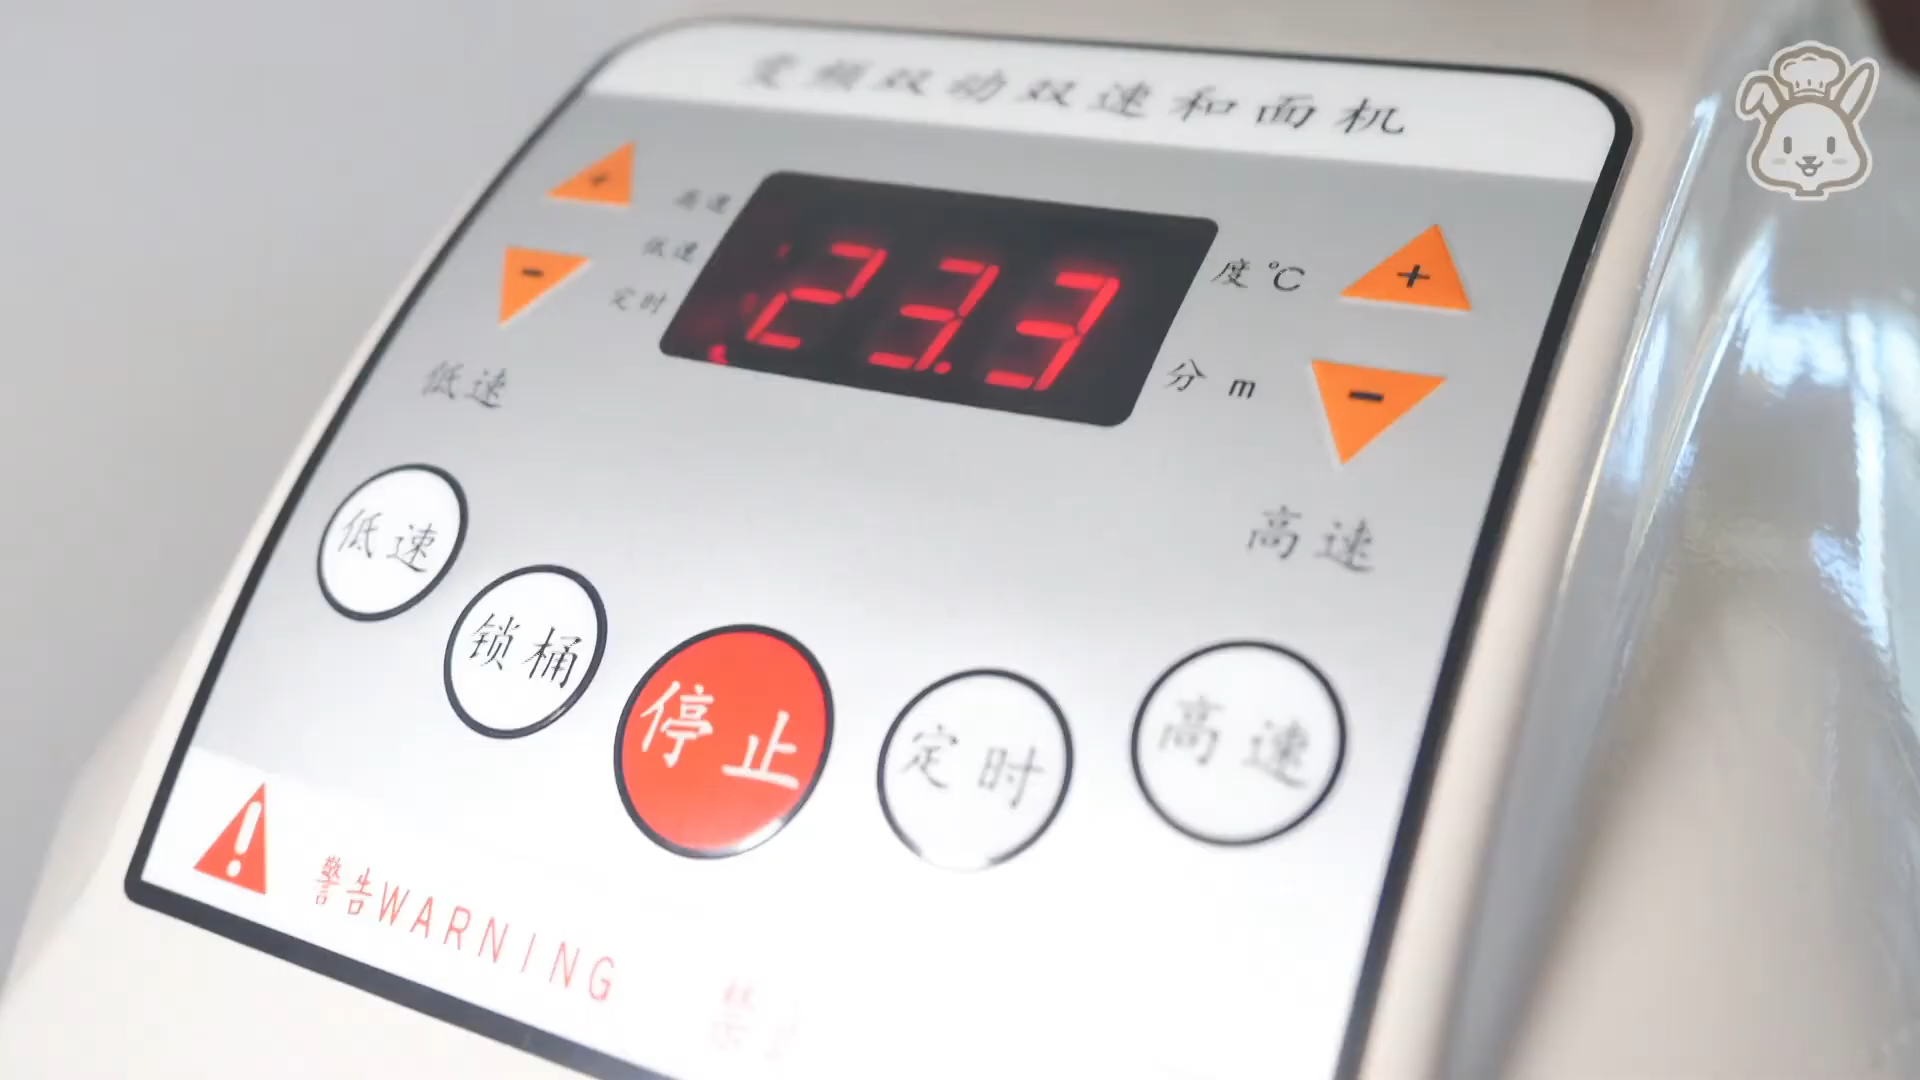 变频双动双速和面机
+
高速
低速
定时
-
23.3
度 °C
分 m
+
-
低速
高速
低速
锁桶
停止
定时
高速
!
警告WARNING